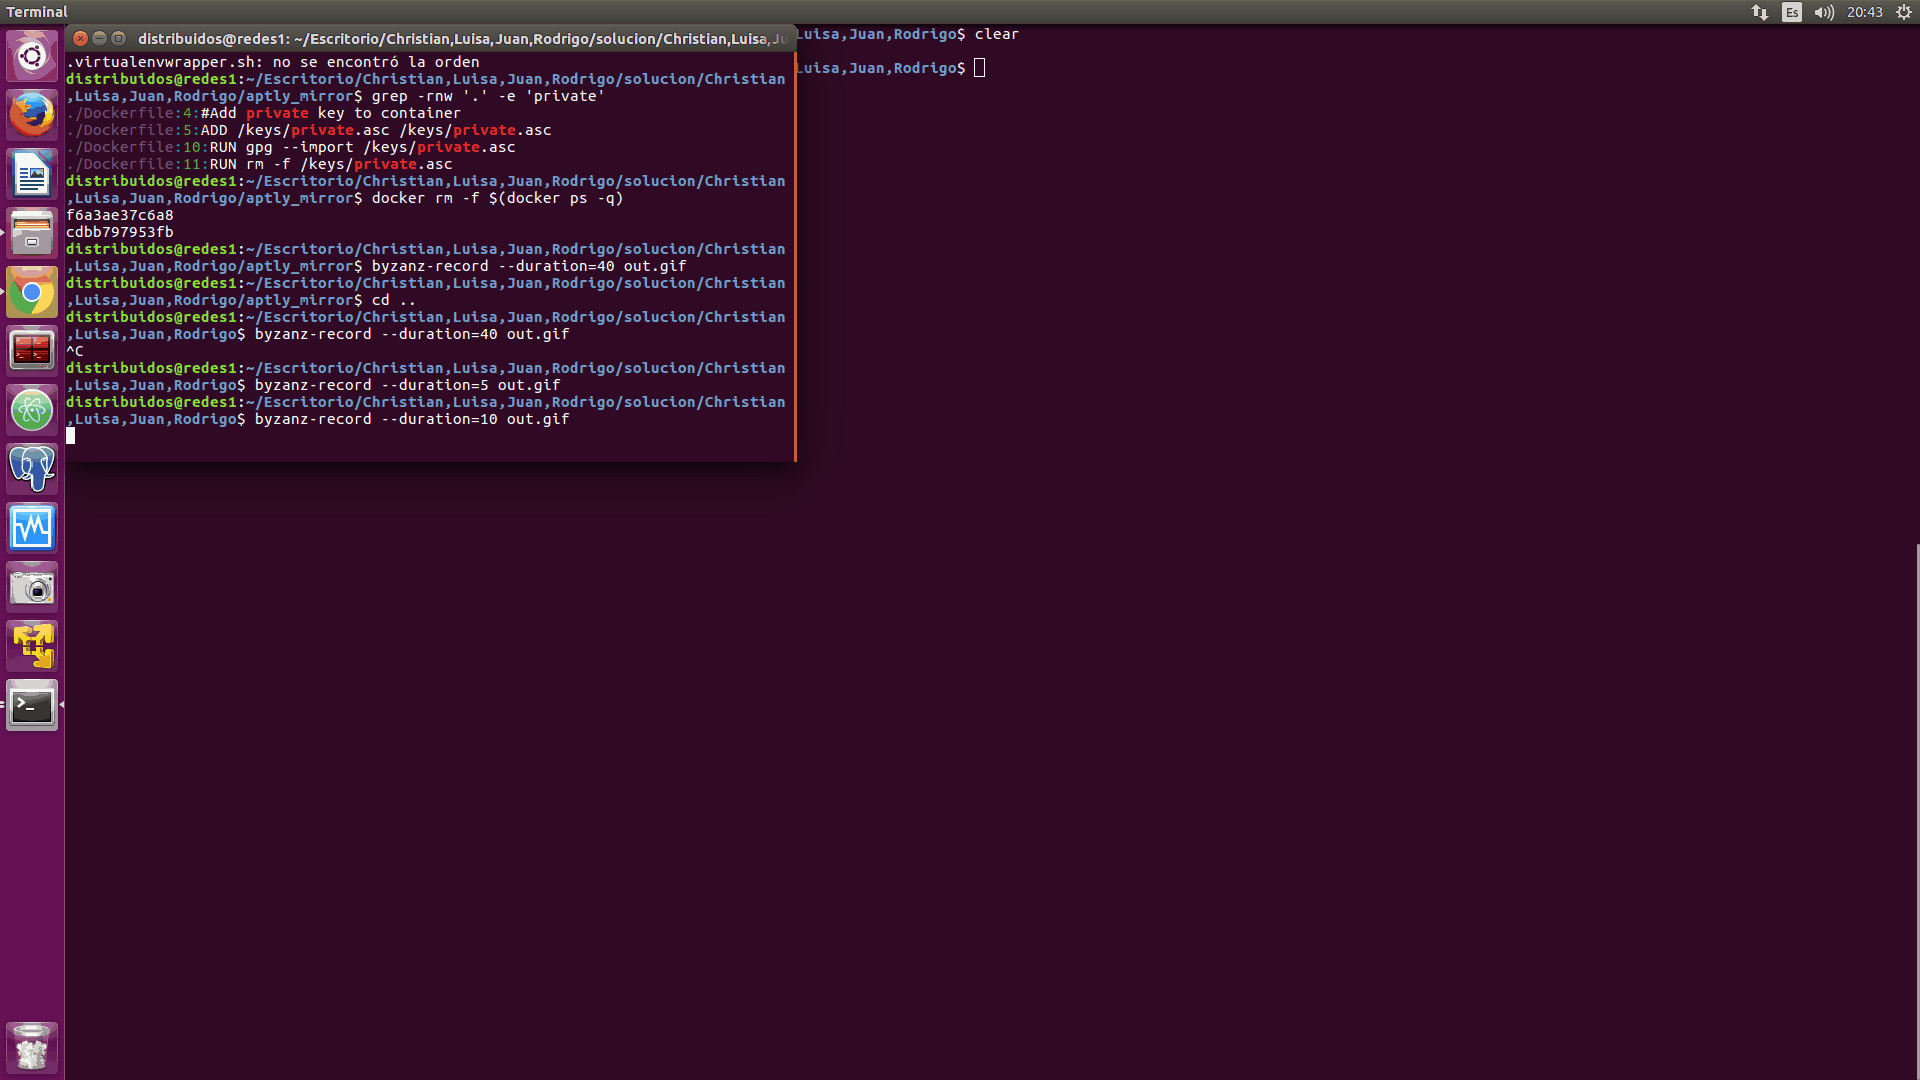 Terminal
Es
20:43
distribuidos@redes1: ~/Escritorio/Christian,Luisa,Juan,Rodrigo/solucion/Christian,Luisa,Ju
.virtualenvwrapper.sh: no se encontró la orden
distribuidos@redes1:~/Escritorio/Christian,Luisa,Juan,Rodrigo/solucion/Christian
,Luisa,Juan,Rodrigo/aptly_mirror$ grep -rnw '.' -e 'private'
./Dockerfile:4:#Add private key to container
./Dockerfile:5:ADD /keys/private.asc /keys/private.asc
./Dockerfile:10:RUN gpg --import /keys/private.asc
./Dockerfile:11:RUN rm -f /keys/private.asc
distribuidos@redes1:~/Escritorio/Christian,Luisa,Juan,Rodrigo/solucion/Christian
,Luisa,Juan,Rodrigo/aptly_mirror$ docker rm -f $(docker ps -q)
f6a3ae37c6a8
cdbb797953fb
distribuidos@redes1:~/Escritorio/Christian,Luisa,Juan,Rodrigo/solucion/Christian
,Luisa,Juan,Rodrigo/aptly_mirror$ byzanz-record --duration=40 out.gif
distribuidos@redes1:~/Escritorio/Christian,Luisa,Juan,Rodrigo/solucion/Christian
,Luisa,Juan,Rodrigo/aptly_mirror$ cd ..
distribuidos@redes1:~/Escritorio/Christian,Luisa,Juan,Rodrigo/solucion/Christian
,Luisa,Juan,Rodrigo$ byzanz-record --duration=40 out.gif
^C
distribuidos@redes1:~/Escritorio/Christian,Luisa,Juan,Rodrigo/solucion/Christian
,Luisa,Juan,Rodrigo$ byzanz-record --duration=5 out.gif
distribuidos@redes1:~/Escritorio/Christian,Luisa,Juan,Rodrigo/solucion/Christian
,Luisa,Juan,Rodrigo$ byzanz-record --duration=10 out.gif
Luisa,Juan,Rodrigo$ clear
Luisa,Juan,Rodrigo$